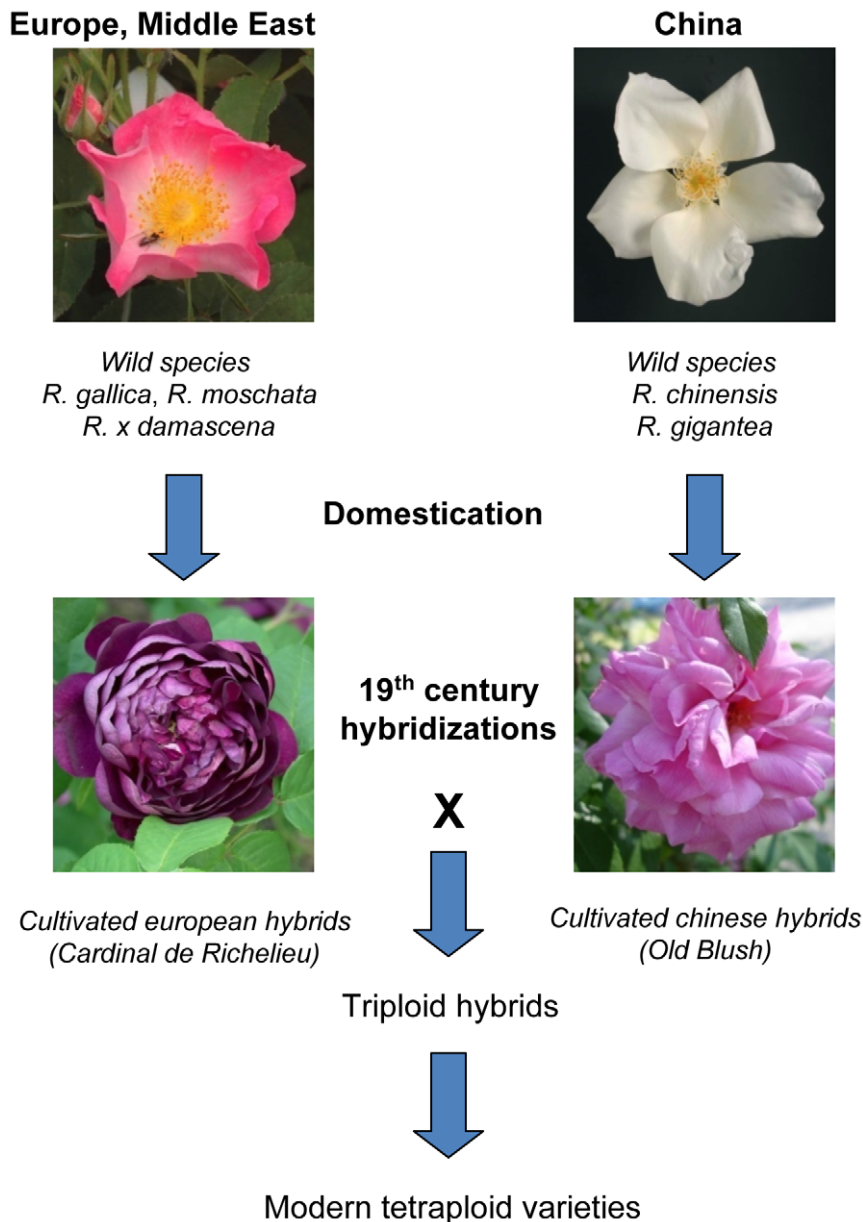 Europe, Middle East
China
Wild species
R. gallica, R. moschata
R. x damascena
Wild species
R. chinensis
R. gigantea
Domestication
19th century
hybridizations
X
Cultivated european hybrids
(Cardinal de Richelieu)
Cultivated chinese hybrids
(Old Blush)
Triploid hybrids
Modern tetraploid varieties